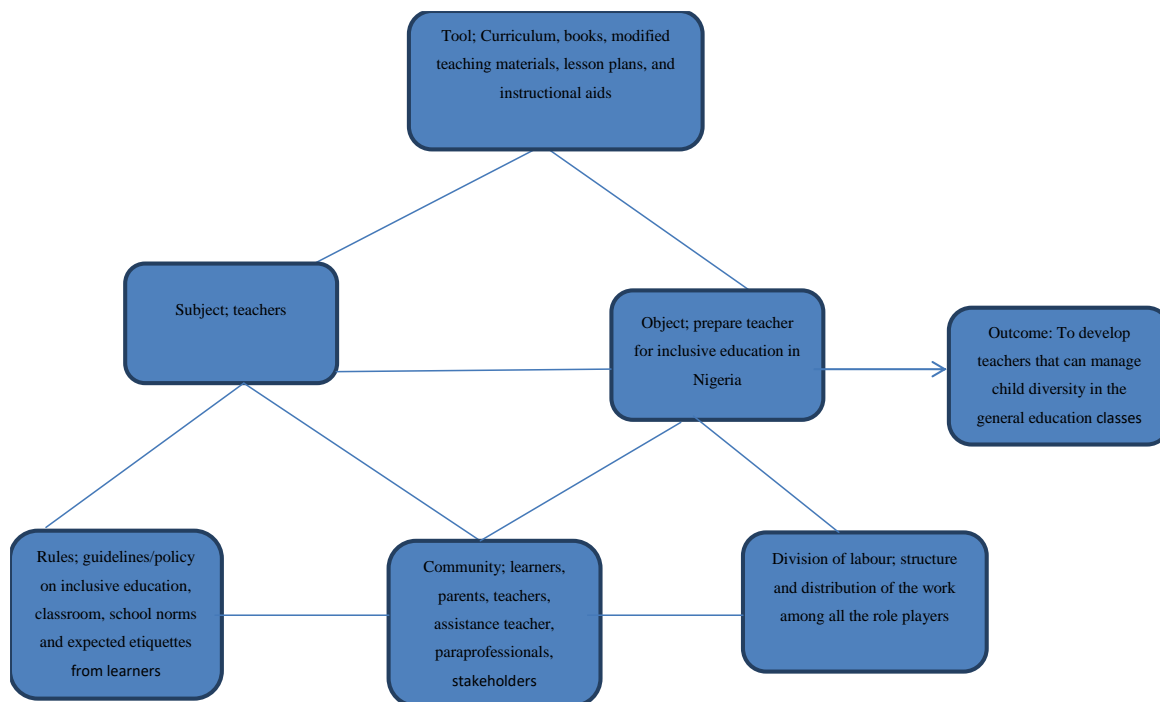 Tool; Curriculum, books, modified
teaching materials, lesson plans, and
instructional aids
Subject; teachers
Object; prepare teacher
for inclusive education in
Nigeria
Outcome: To develop
teachers that can manage
child diversity in the
general education classes
Rules; guidelines/policy
on inclusive education,
classroom, school norms
and expected etiquettes
from learners
Community; learners,
parents, teachers,
assistance teacher,
paraprofessionals,
stakeholders
Division of labour; structure
and distribution of the work
among all the role players